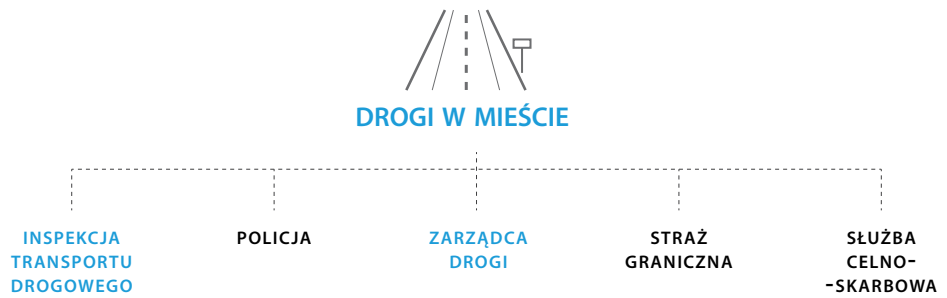 DROGI W MIEŚCIE
INSPEKCJA
TRANSPORTU
DROGOWEGO
POLICJA
ZARZĄDCA
DROGI
STRAŻ
GRANICZNA
SŁUŻBA
CELNO-
-SKARBOWA